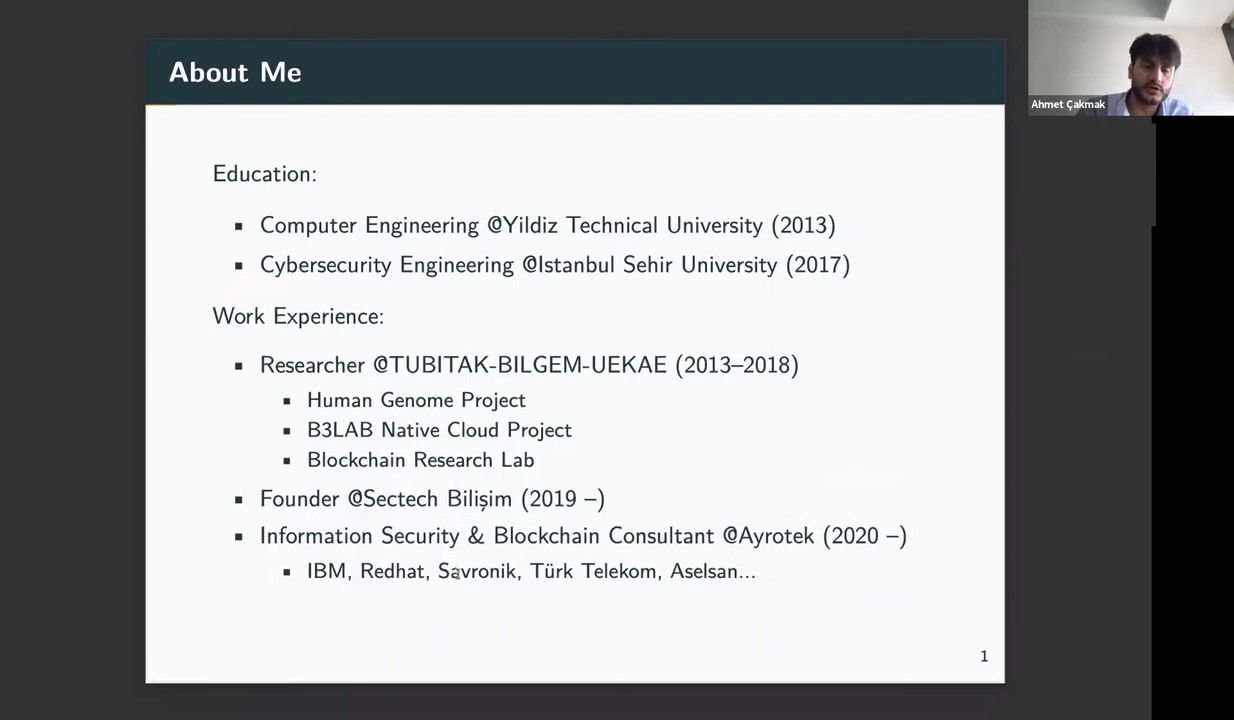 About Me
Ahmet Çakmak
Education:
Computer Engineering @Yildiz Technical University (2013)
Cybersecurity Engineering @Istanbul Sehir University (2017)
Work Experience:
Researcher @TUBITAK-BILGEM-UEKAE (2013–2018)
Human Genome Project
B3LAB Native Cloud Project
Blockchain Research Lab
Founder @Sectech Bilişim (2019 –)
Information Security & Blockchain Consultant @Ayrotek (2020 –)
IBM, Redhat, Savronik, Türk Telekom, Aselsan...
1